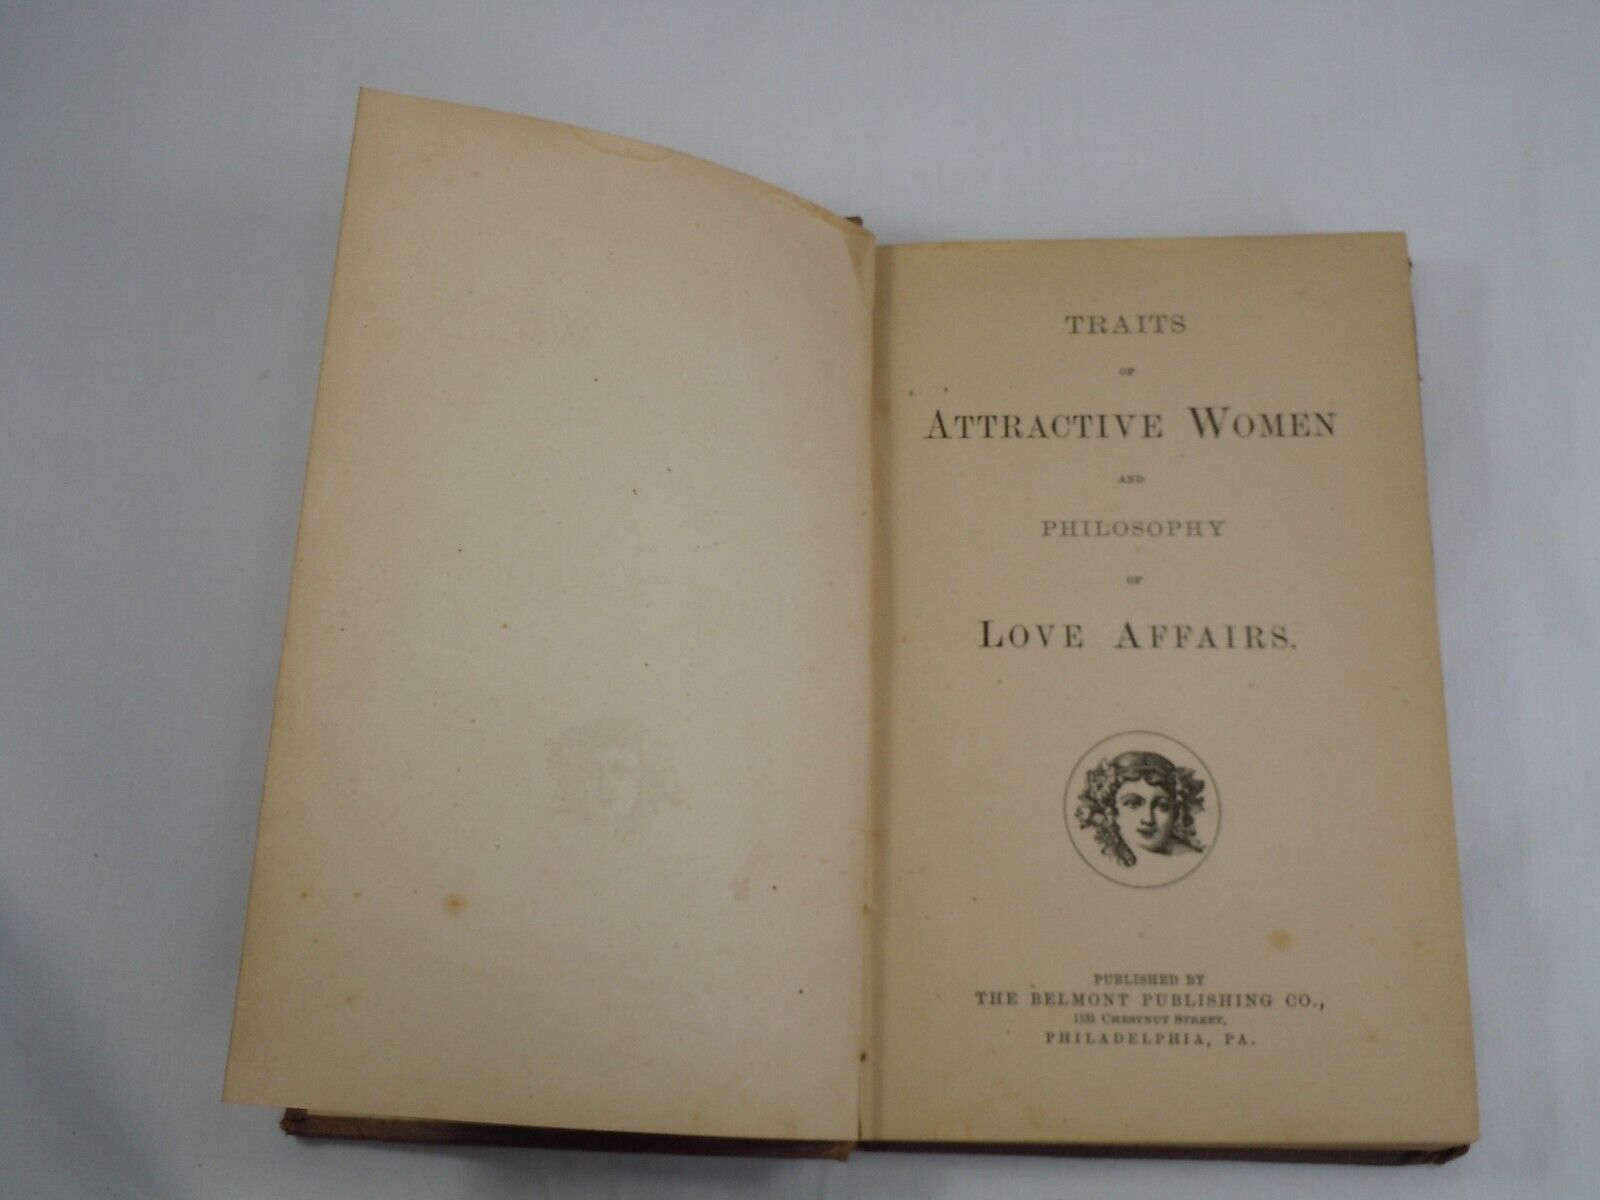 TRAITS
OF
ATTRACTIVE WOMEN
AND
PHILOSOPHY
OF
LOVE AFFAIRS.
PUBLISHED BY
THE BELMONT PUBLISHING CO.,
1131 CHESTNUT STREET,
PHILADELPHIA, PA.